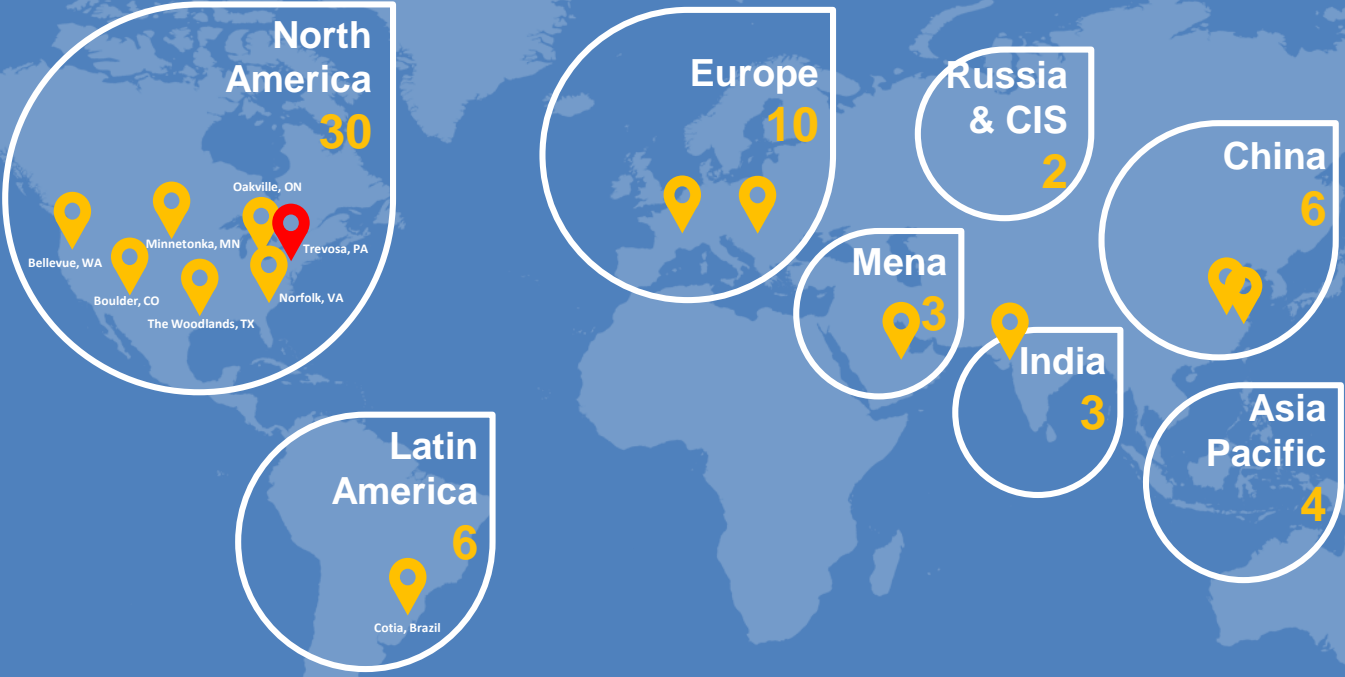 North
America
30
Oakville, ON
Minnetonka, MN
Trevosa, PA
Bellevue, WA
Boulder, CO
Norfolk, VA
The Woodlands, TX
Latin
America
6
Cotia, Brazil
Europe
10
Russia
& CIS
2
Mena
3
India
3
China
6
Asia
Pacific
4